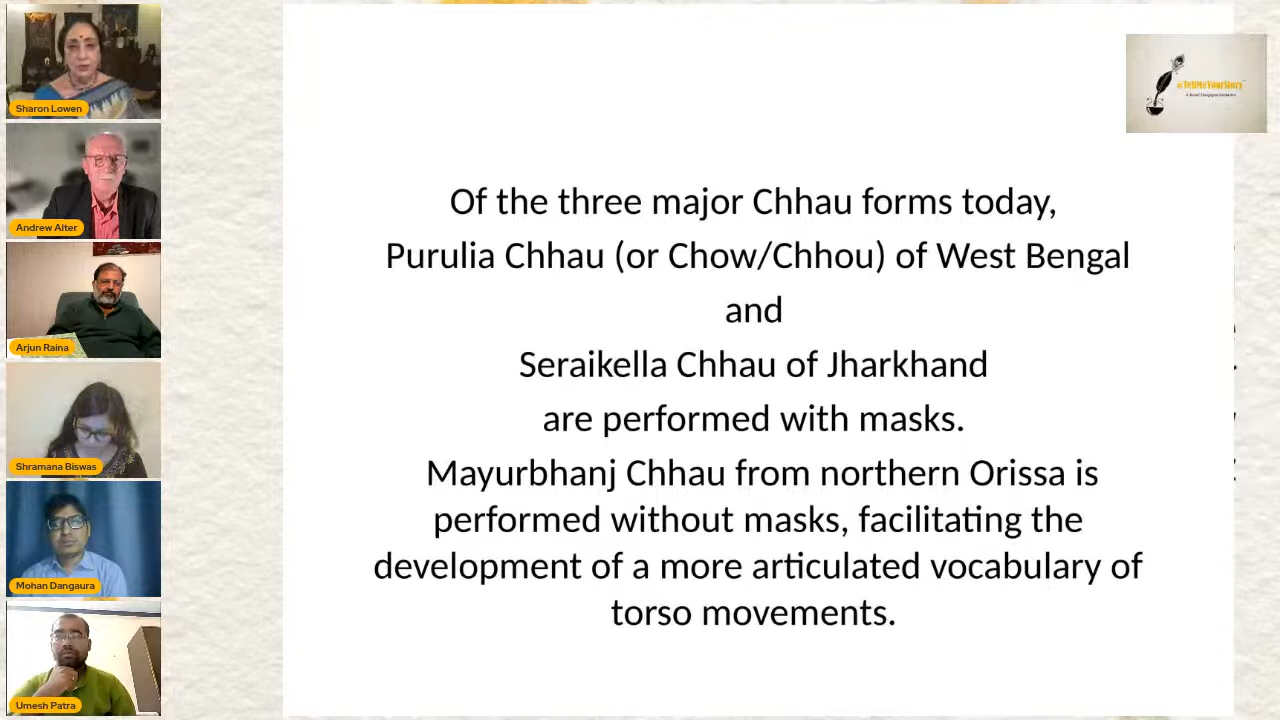 Sharon Lowen
Andrew Alter
Arjun Raina
Shramana Biswas
Mohan Dangaura
Umesh Patra
Of the three major Chhau forms today,
Purulia Chhau (or Chow/Chhou) of West Bengal
and
Seraikella Chhau of Jharkhand
are performed with masks.
Mayurbhanj Chhau from northern Orissa is
performed without masks, facilitating the
development of a more articulated vocabulary of
torso movements.
#TellMeYourStory